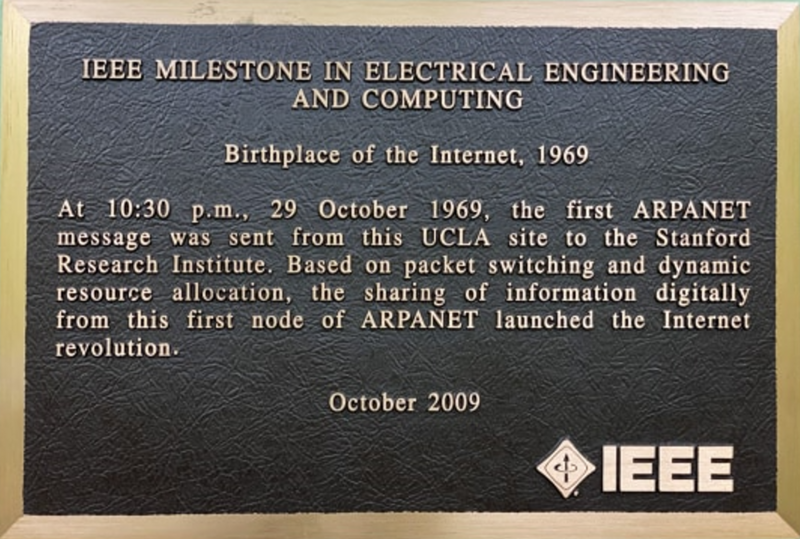 IEEE MILESTONE IN ELECTRICAL ENGINEERING
AND COMPUTING
Birthplace of the Internet, 1969
At 10:30 p.m., 29 October 1969, the first ARPANET
message was sent from this UCLA site to the Stanford
Research Institute. Based on packet switching and dynamic
resource allocation, the sharing of information digitally
from this first node of ARPANET launched the Internet
revolution.
October 2009
IEEE